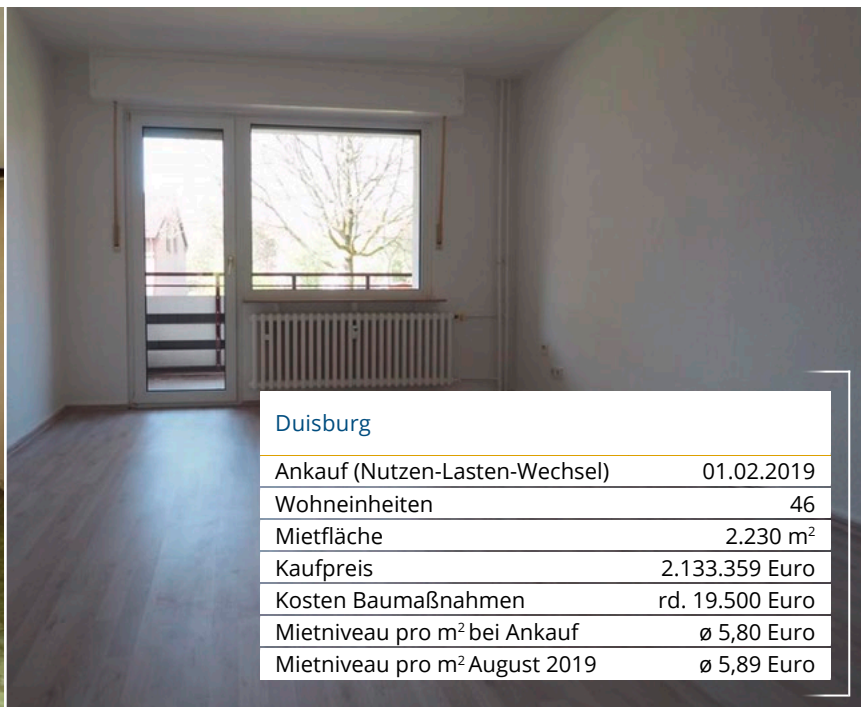 Duisburg
Ankauf (Nutzen-Lasten-Wechsel) 01.02.2019
Wohneinheiten 46
Mietfläche 2.230 m²
Kaufpreis 2.133.359 Euro
Kosten Baumaßnahmen rd. 19.500 Euro
Mietniveau pro m² bei Ankauf ø 5,80 Euro
Mietniveau pro m² August 2019 ø 5,89 Euro